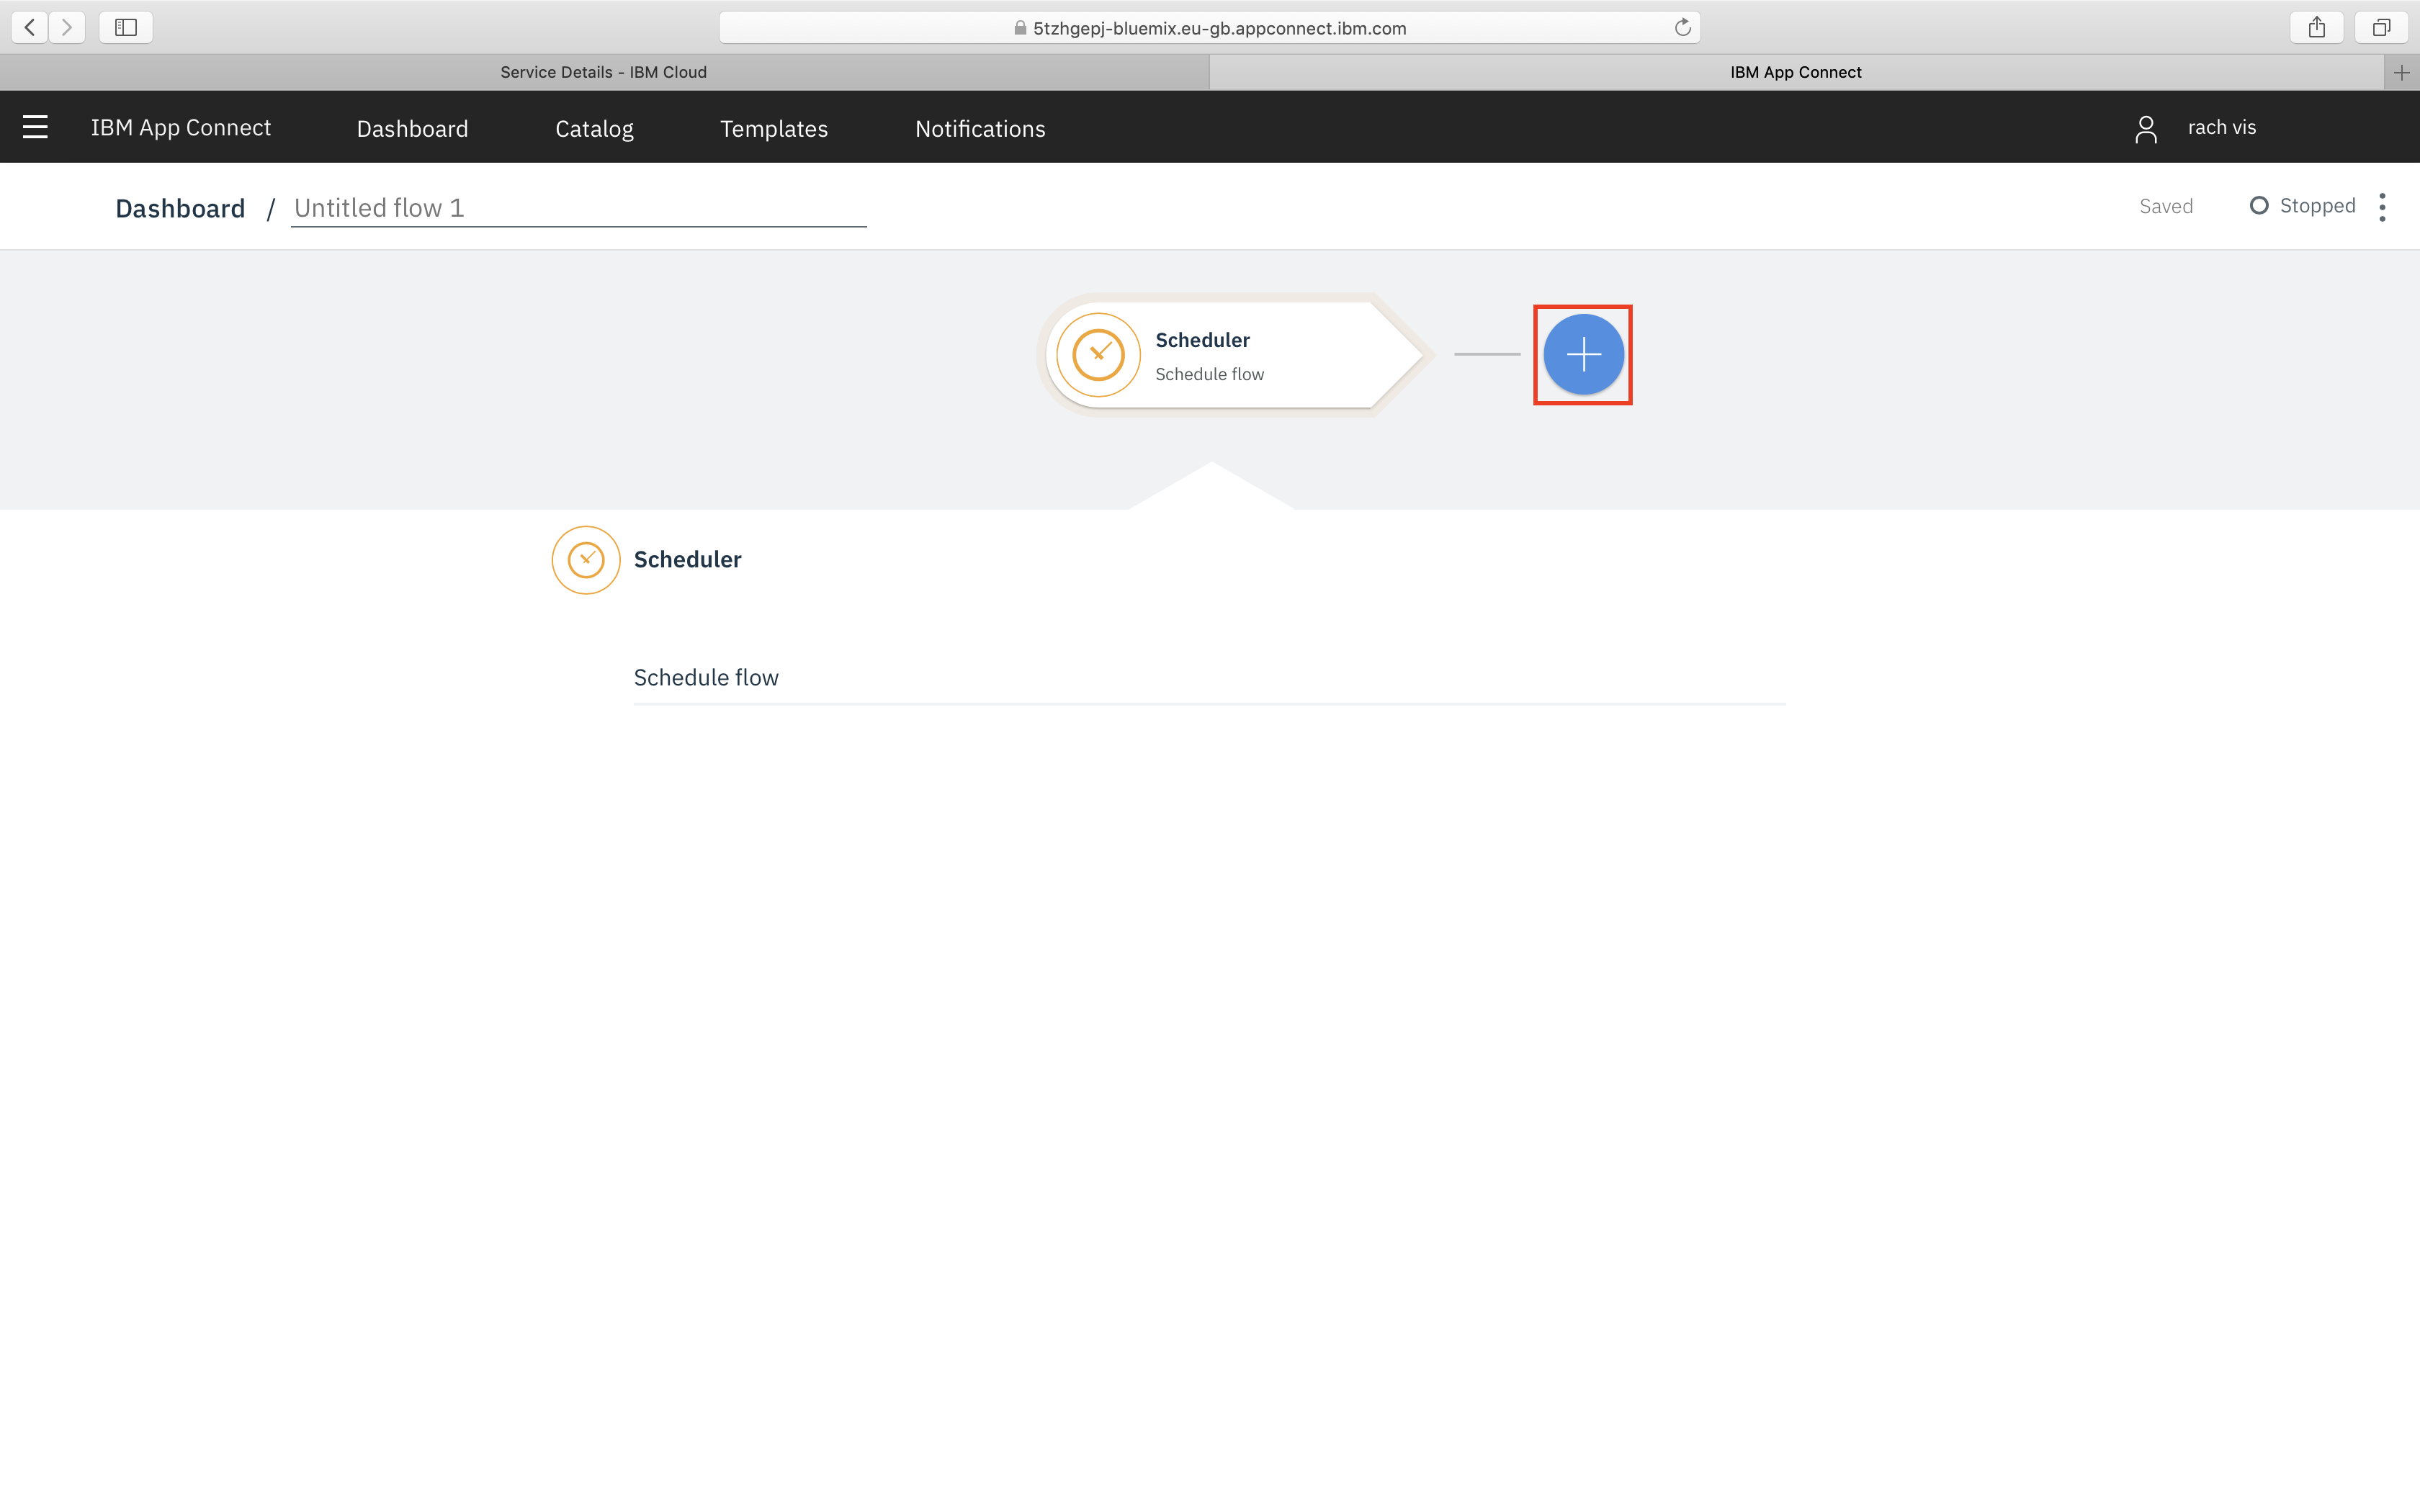 5tzhgepj-bluemix.eu-gb.appconnect.ibm.com
Service Details - IBM Cloud
IBM App Connect
IBM App Connect
Dashboard
Catalog
Templates
Notifications
rach vis
Dashboard / Untitled flow 1
Saved
Stopped
Scheduler
Schedule flow
Scheduler
Schedule flow